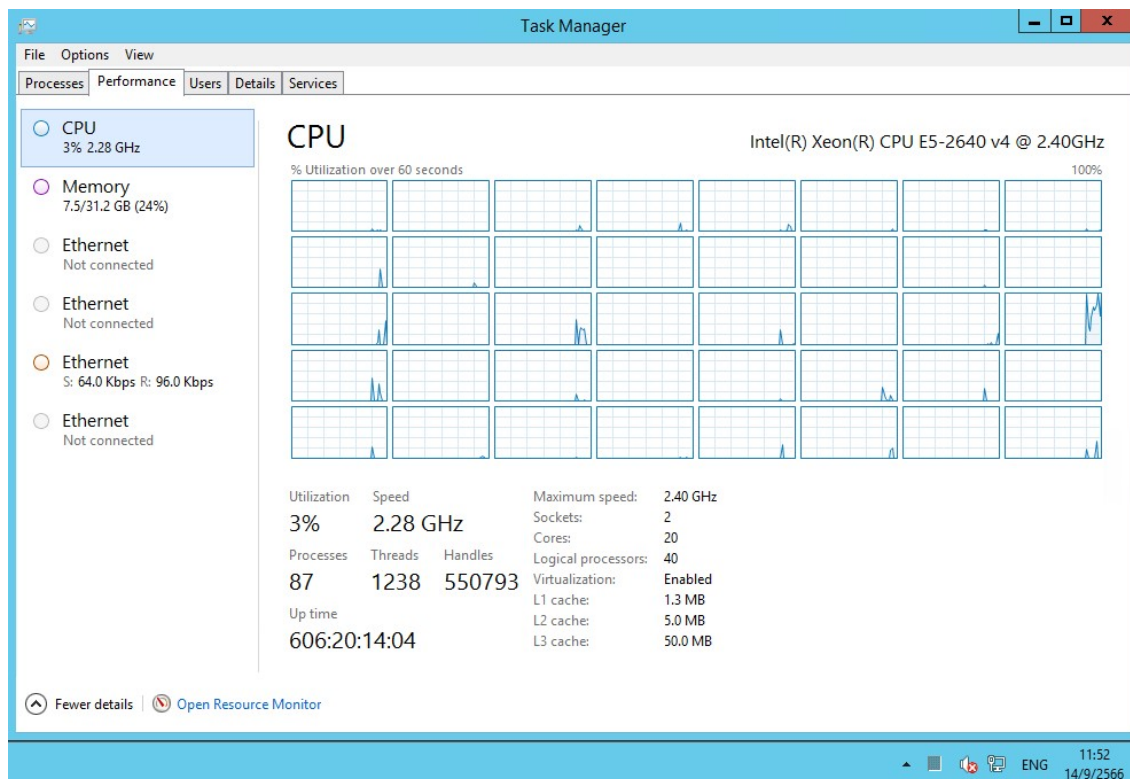 Task Manager
File Options View
Processes Performance Users Details Services
CPU
3% 2.28 GHz
Memory
7.5/31.2 GB (24%)
Ethernet
Not connected
Ethernet
Not connected
Ethernet
S: 64.0 Kbps R: 96.0 Kbps
Ethernet
Not connected
CPU
Intel(R) Xeon(R) CPU E5-2640 v4 @ 2.40GHz
% Utilization over 60 seconds
100%
Utilization Speed
3% 2.28 GHz
Processes Threads Handles
87 1238 550793
Up time
606:20:14:04
Maximum speed: 2.40 GHz
Sockets: 2
Cores: 20
Logical processors: 40
Virtualization: Enabled
L1 cache: 1.3 MB
L2 cache: 5.0 MB
L3 cache: 50.0 MB
Fewer details
Open Resource Monitor
ENG
11:52
14/9/2566